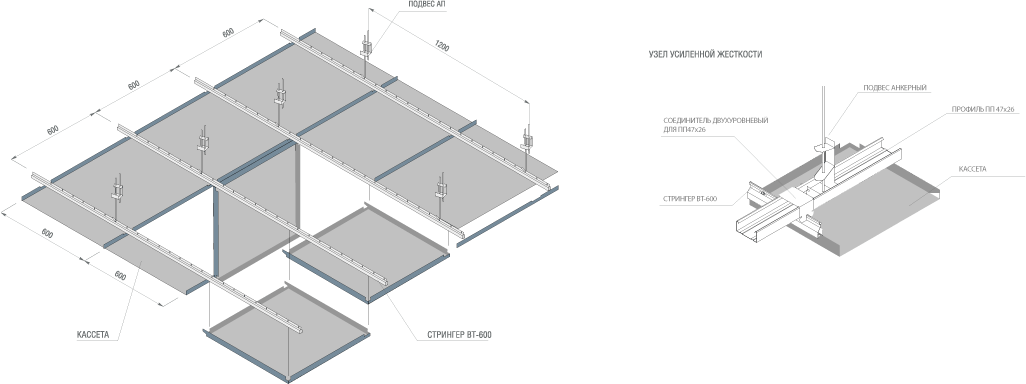 ПОДВЕС АП
600
1200
600
600
600
600
КАССЕТА
СТРИНГЕР ВТ-600
УЗЕЛ УСИЛЕННОЙ ЖЕСТКОСТИ
ПОДВЕС АНКЕРНЫЙ
ПРОФИЛЬ ПП 47х26
СОЕДИНИТЕЛЬ ДВУХУРОВНЕВЫЙ
ДЛЯ ПП47х26
КАССЕТА
СТРИНГЕР ВТ-600